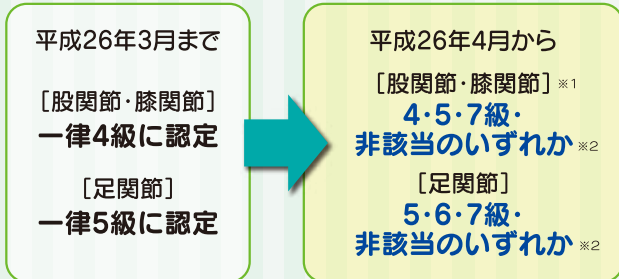 平成26年3月まで
［股関節・膝関節］
一律4級に認定
［足関節］
一律5級に認定
平成26年4月から
［股関節・膝関節］※1
4・5・7級・
非該当のいずれか※2
［足関節］
5・6・7級・
非該当のいずれか※2